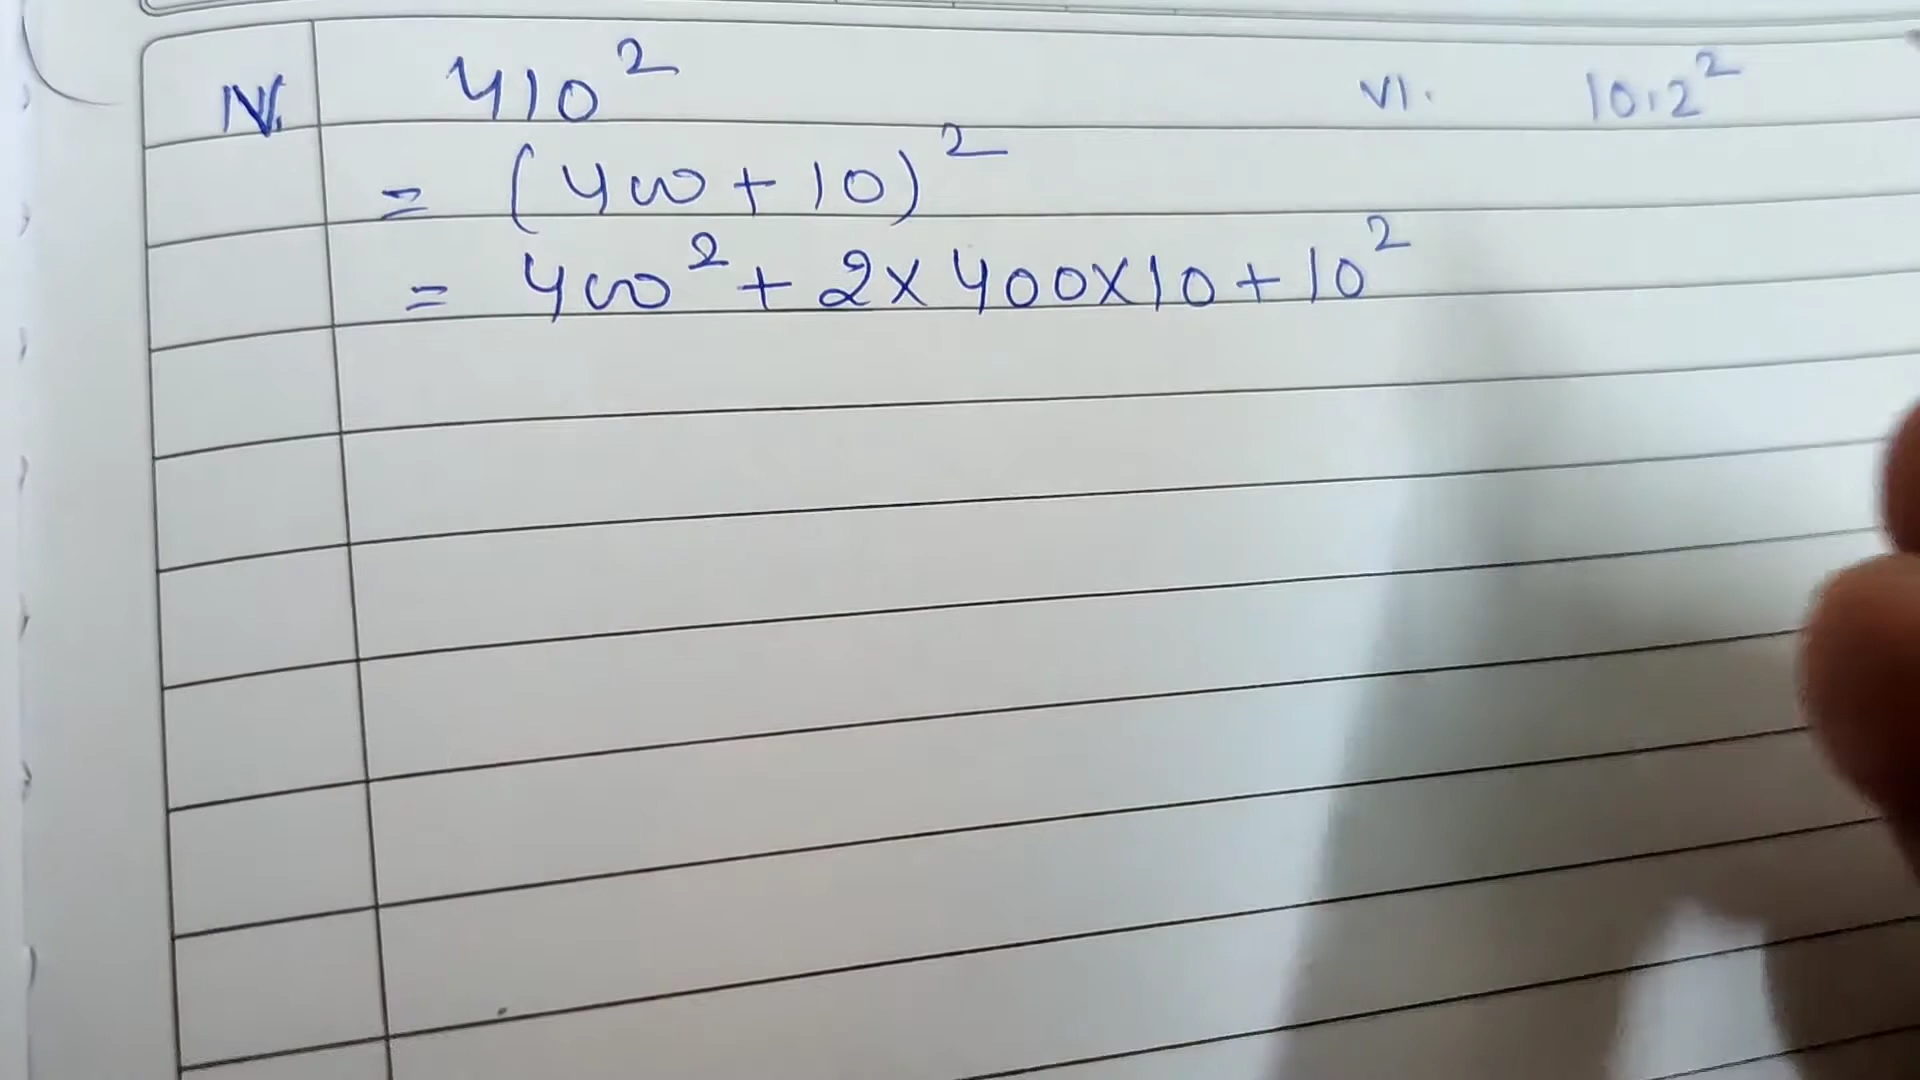 IV. 410²
= (400 + 10)²
= 400² + 2 × 400 × 10 + 10²
VI. 10.2²